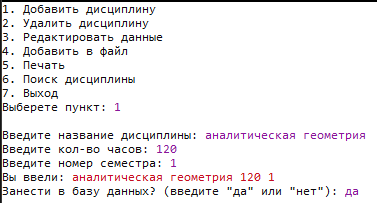 1. Добавить дисциплину
2. Удалить дисциплину
3. Редактировать данные
4. Добавить в файл
5. Печать
6. Поиск дисциплины
7. Выход
Выберете пункт: 1
Введите название дисциплины: аналитическая геометрия
Введите кол-во часов: 120
Введите номер семестра: 1
Вы ввели: аналитическая геометрия 120 1
Занести в базу данных? (введите "да" или "нет"): да